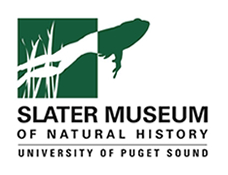 SLATER MUSEUM
OF NATURAL HISTORY
UNIVERSITY OF PUGET SOUND